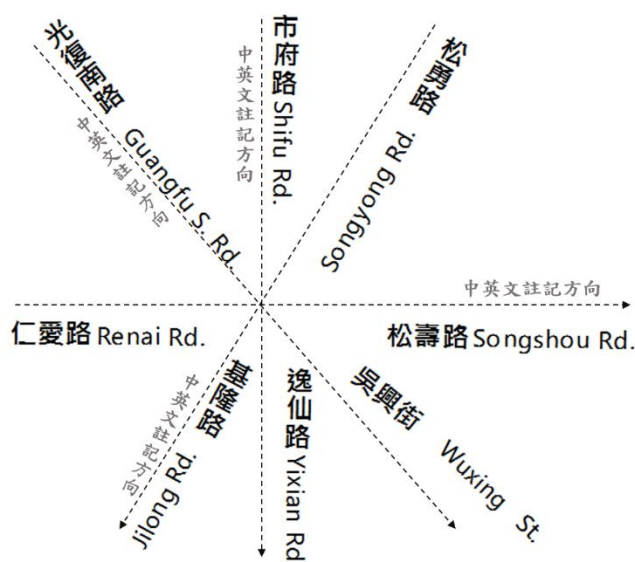 光復南路 Guangfu S. Rd.
中英文註記方向
市府路 Shifu Rd.
中英文註記方向
松勇路 Songyong Rd.
中英文註記方向
仁愛路 Renai Rd.
松壽路 Songshou Rd.
基隆路 Jilong Rd.
中英文註記方向
逸仙路 Yixian Rd
吳興街 Wuxing St.